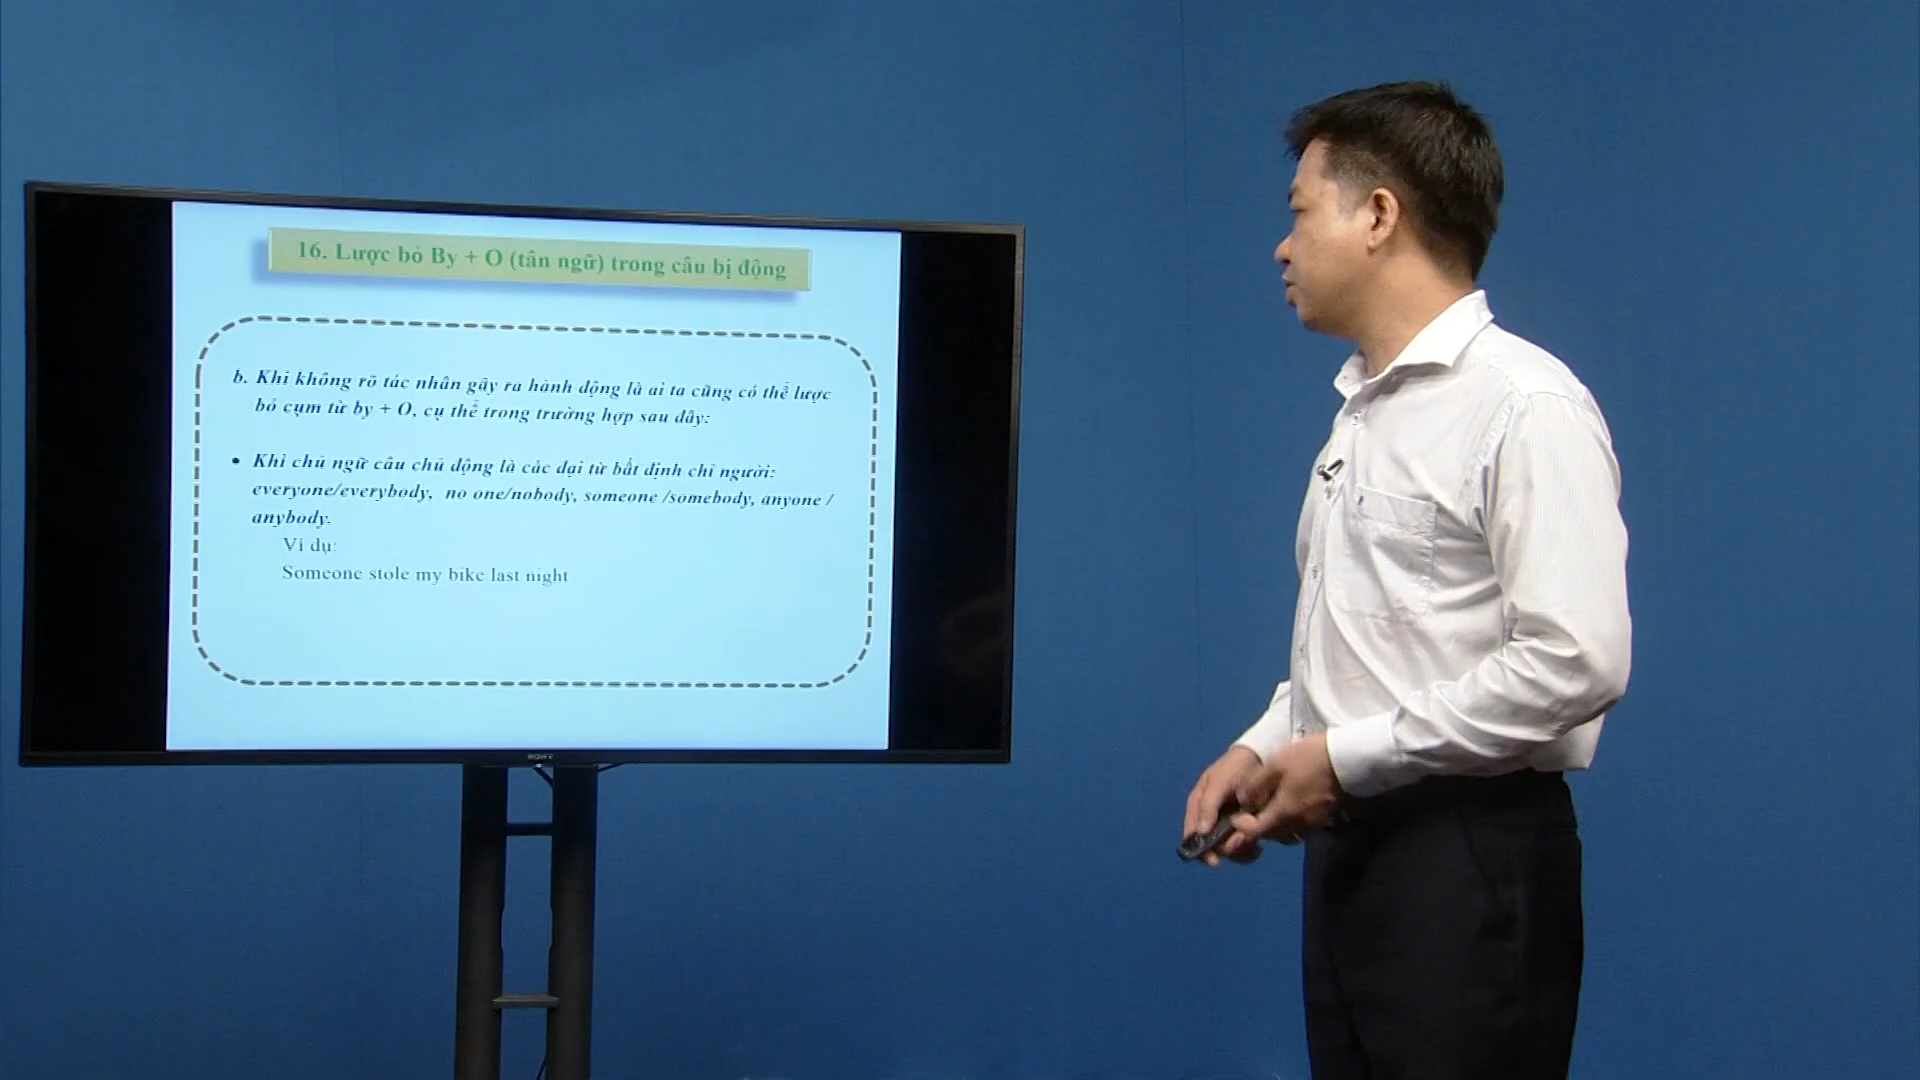 16. Lược bỏ By + O (tân ngữ) trong câu bị động
b. Khi không rõ tác nhân gây ra hành động là ai ta cũng có thể lược
bỏ cụm từ by + O, cụ thể trong trường hợp sau đây:
• Khi chủ ngữ câu chủ động là các đại từ bất định chỉ người:
everyone/everybody, no one/nobody, someone /somebody, anyone /
anybody.
Ví dụ:
Someone stole my bike last night
SONY